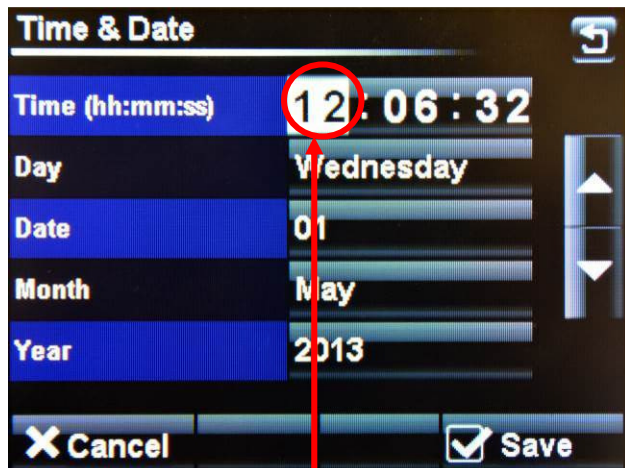 Time & Date
Time (hh:mm:ss) 12:06:32
Day Wednesday
Date 01
Month May
Year 2013
Cancel Save